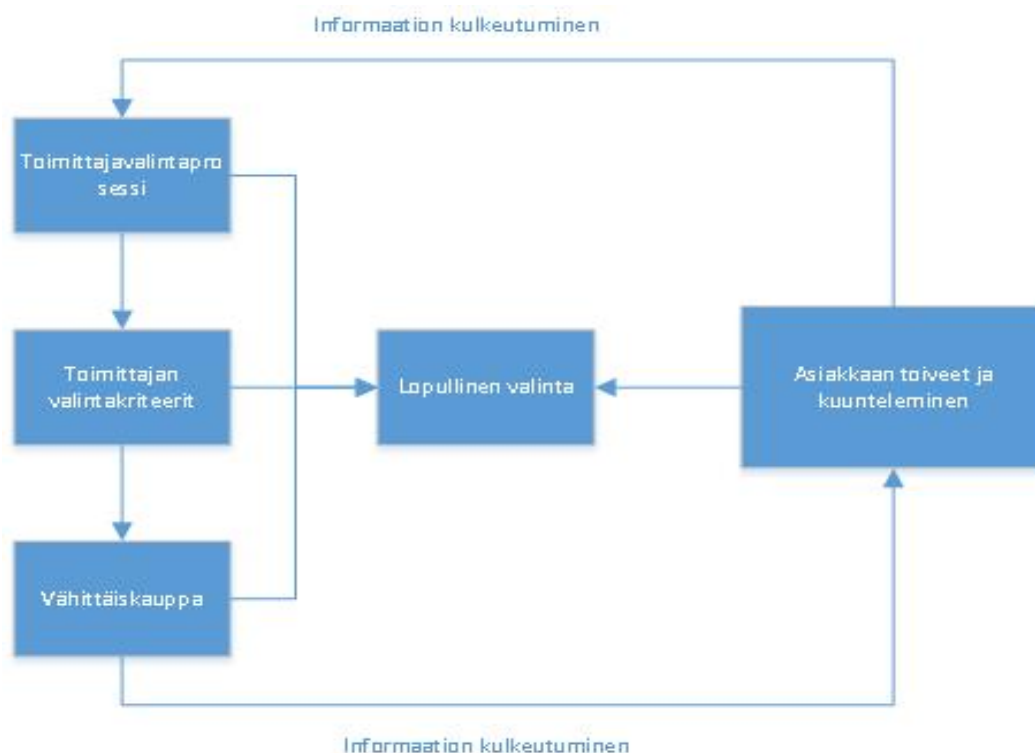 Informaation kulkeutuminen
Toimittajavalintapro
sessi
Toimittajan
valintakriteerit
Lopullinen valinta
Asiakkaan toiveet ja
kuunteleminen
Vähittäiskauppa
Informaation kulkeutuminen